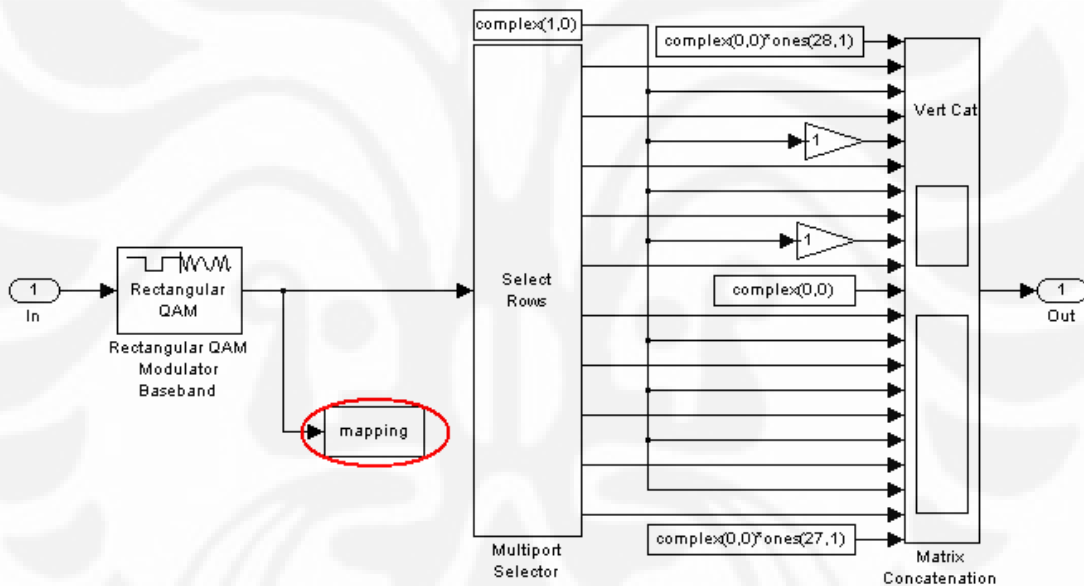 complex(1,0)
complex(0,0)*ones(28,1)
Vert Cat
1
1
1
In
Rectangular
QAM
Rectangular QAM
Modulator
Baseband
Select
Rows
complex(0,0)
1
Out
mapping
complex(0,0)*ones(27,1)
Multiport
Selector
Matrix
Concatenation